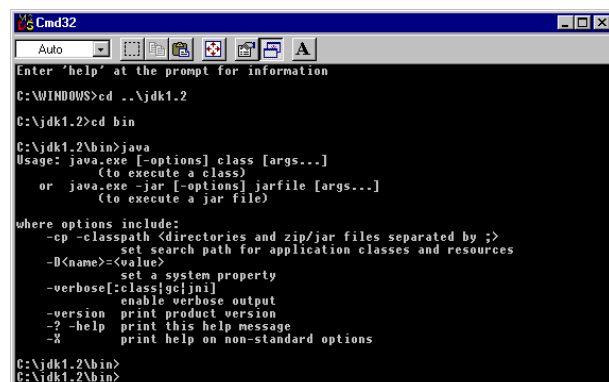 Cmd32
Auto
A
Enter 'help' at the prompt for information
C:\WINDOWS>cd ..\jdk1.2
C:\jdk1.2>cd bin
C:\jdk1.2\bin>java
Usage: java.exe [-options] class [args...]
(to execute a class)
or java.exe -jar [-options] jarfile [args...]
(to execute a jar file)
where options include:
-cp -classpath <directories and zip/jar files separated by ;>
set search path for application classes and resources
-D<name>=<value>
set a system property
-verbose[:class¦gc¦jni]
enable verbose output
-version print product version
-? -help print this help message
-X print help on non-standard options
C:\jdk1.2\bin>
C:\jdk1.2\bin>